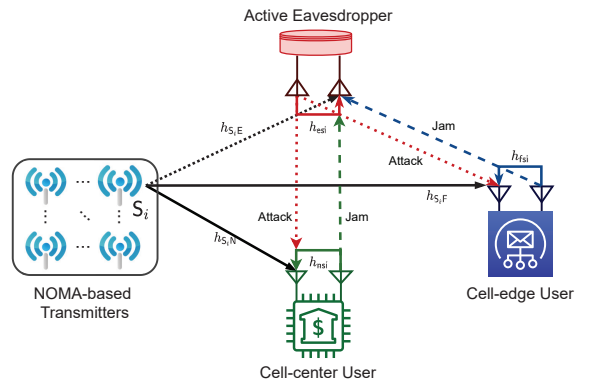 Active Eavesdropper
h_{S_iE}
h_{esi}
Jam
Attack
h_{fsi}
S_i
h_{S_iF}
Attack
Jam
h_{S_iN}
h_{nsi}
NOMA-based
Transmitters
Cell-edge User
$
Cell-center User